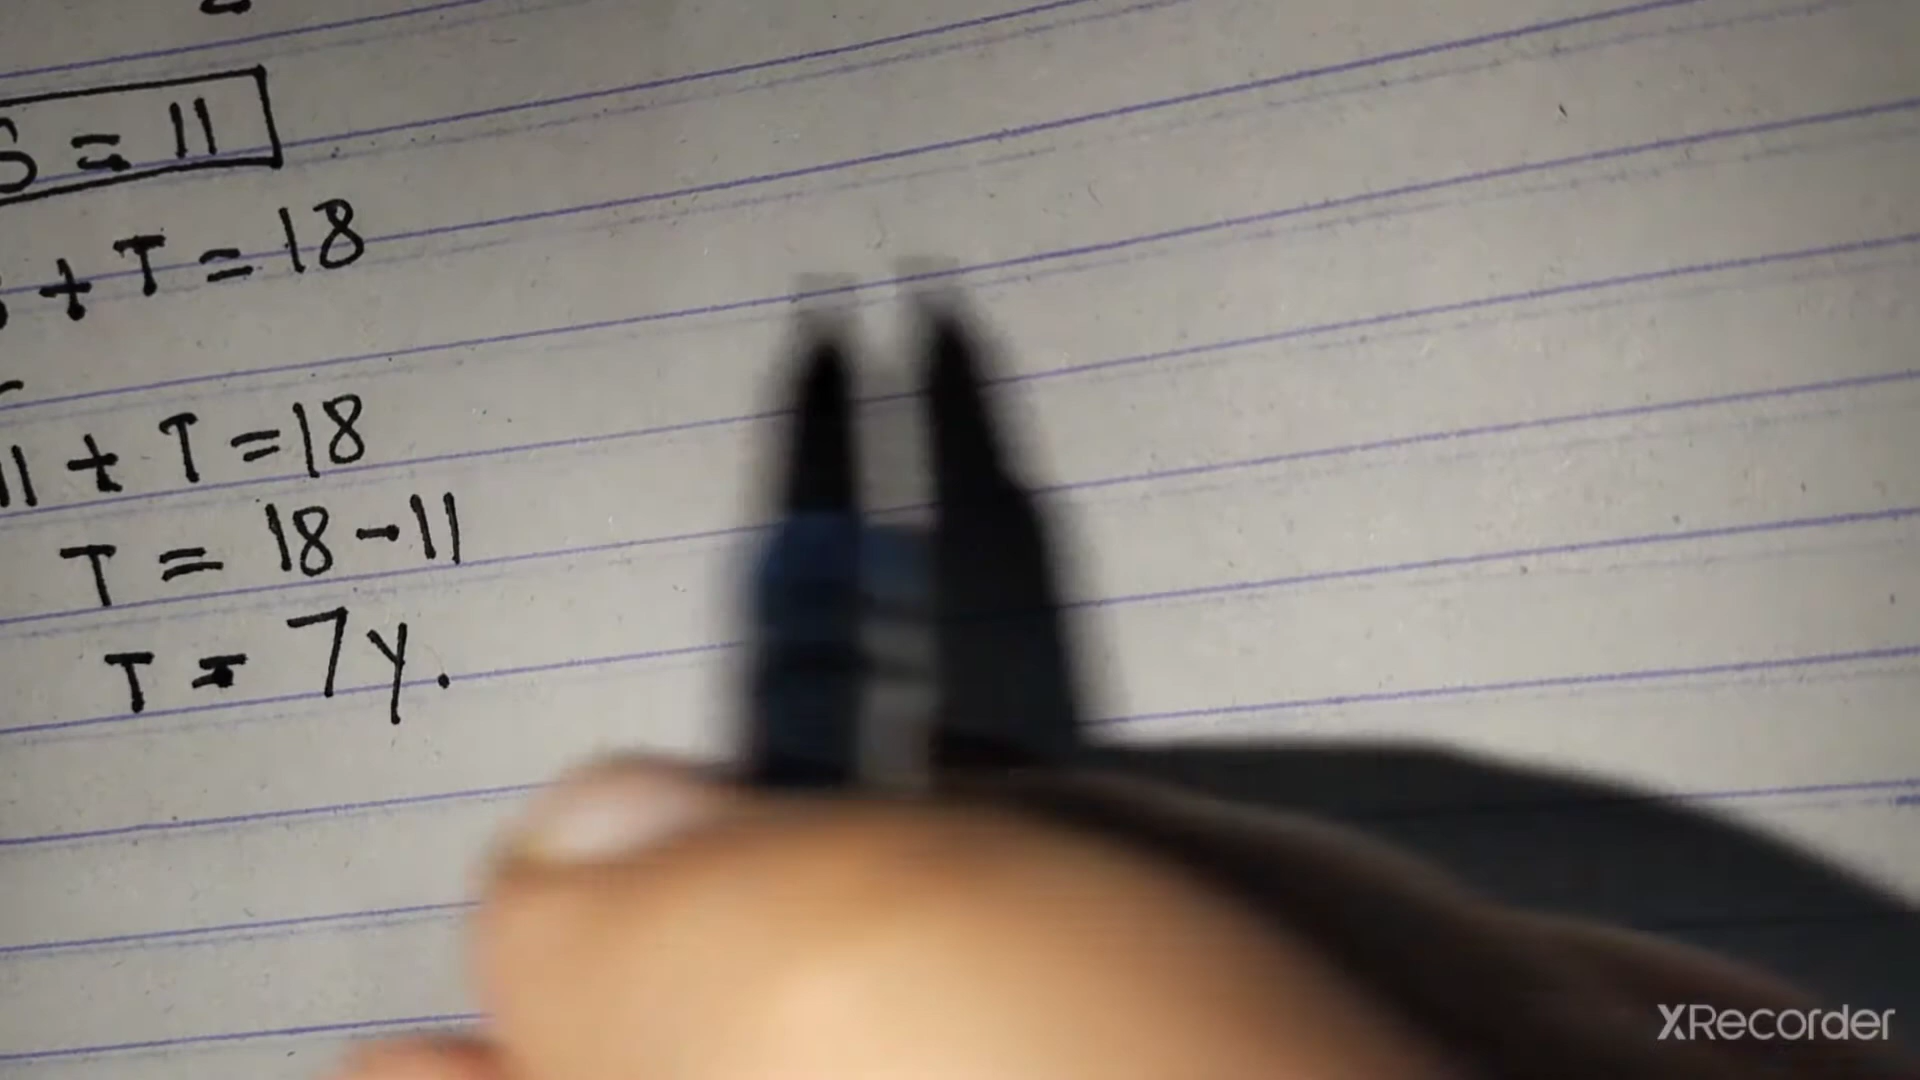 S = 11
S + T = 18
11 + T = 18
T = 18 - 11
T = 7y.
XRecorder